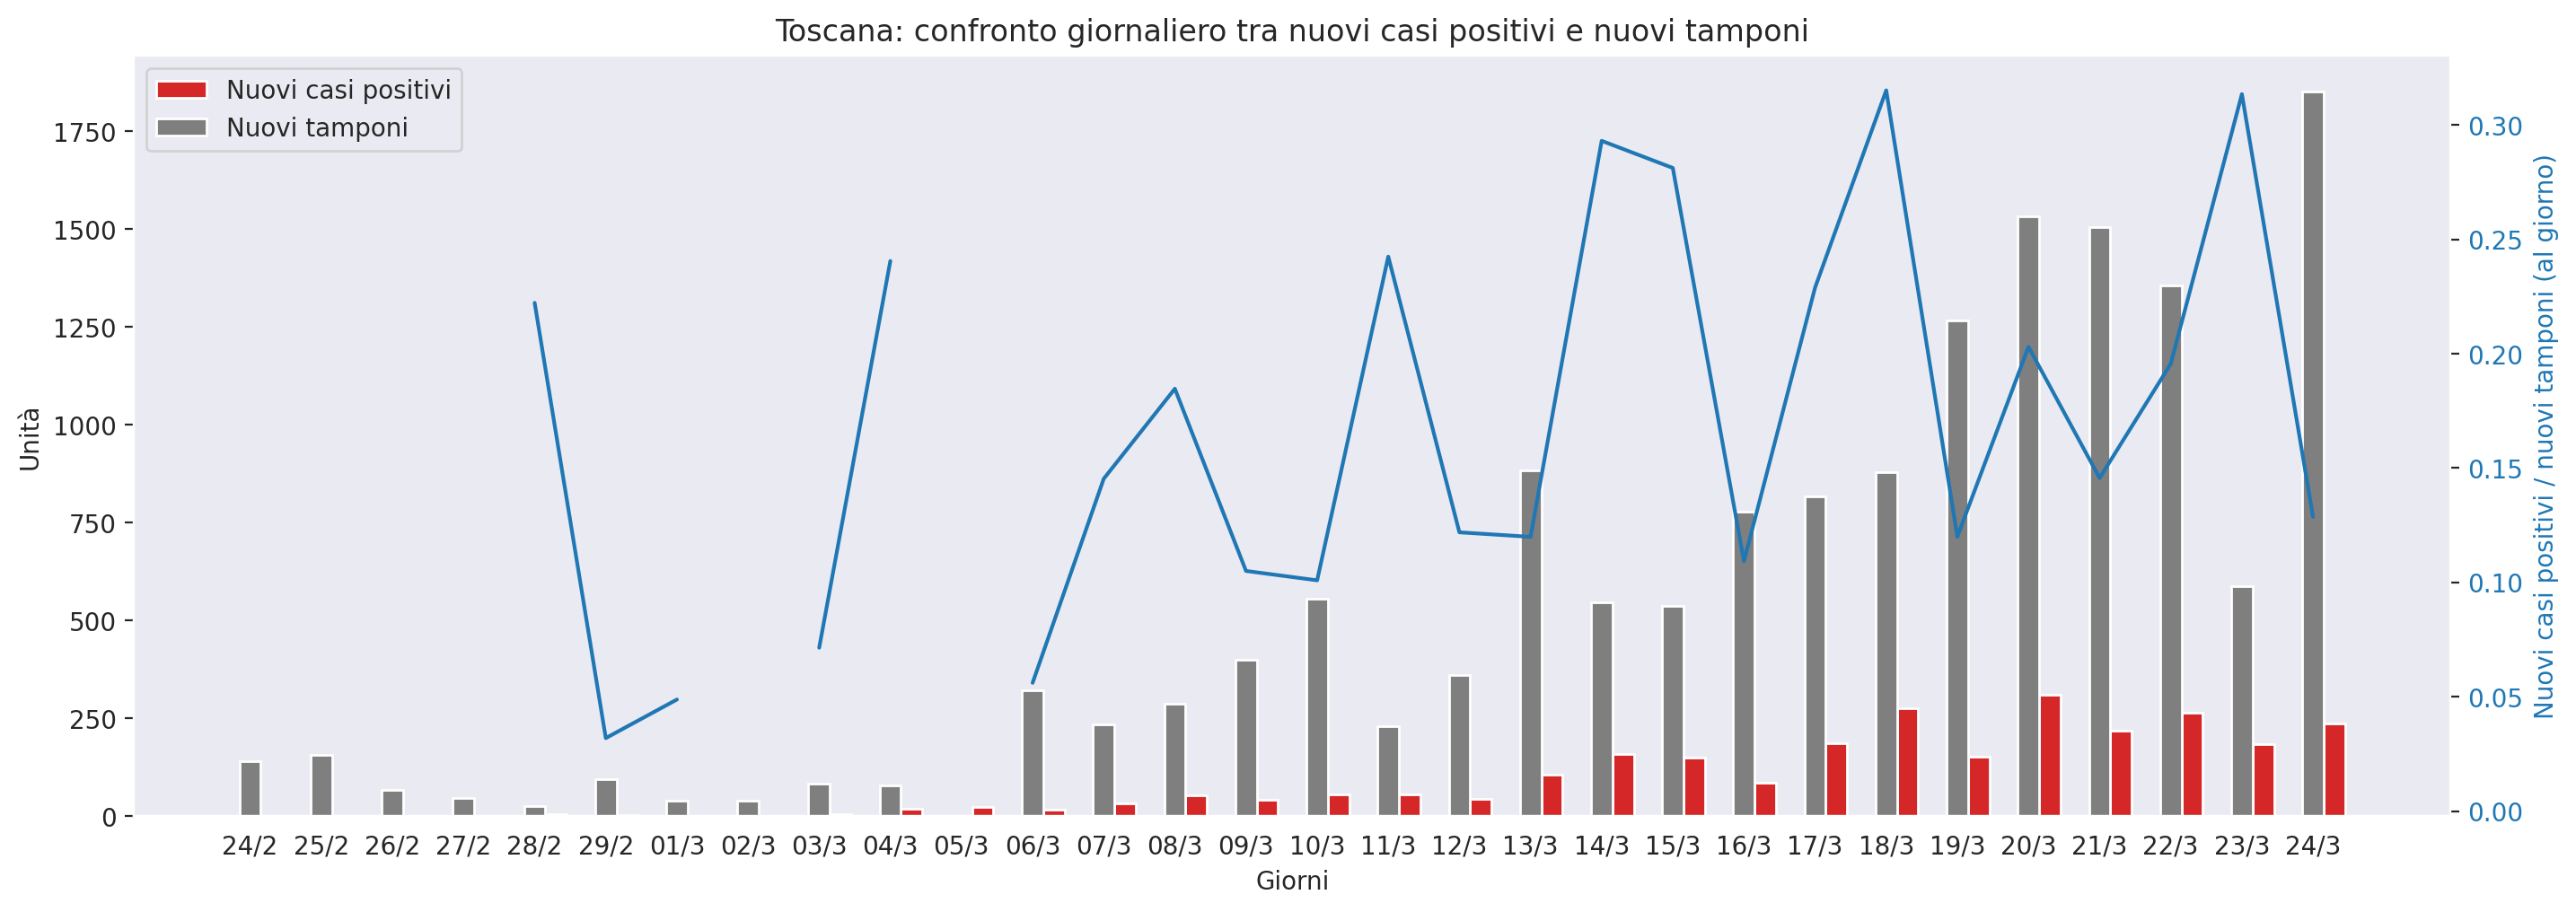 Toscana: confronto giornaliero tra nuovi casi positivi e nuovi tamponi
Nuovi casi positivi
Nuovi tamponi
Unità
1750
1500
1250
1000
750
500
250
0
0.30
0.25
0.20
0.15
0.10
0.05
0.00
Nuovi casi positivi / nuovi tamponi (al giorno)
24/2 25/2 26/2 27/2 28/2 29/2 01/3 02/3 03/3 04/3 05/3 06/3 07/3 08/3 09/3 10/3 11/3 12/3 13/3 14/3 15/3 16/3 17/3 18/3 19/3 20/3 21/3 22/3 23/3 24/3
Giorni